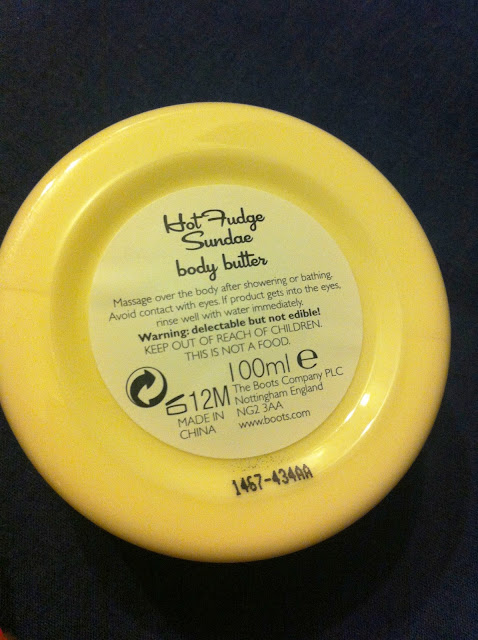 Hot Fudge
Sundae
body butter
Massage over the body after showering or bathing.
Avoid contact with eyes. If product gets into the eyes,
rinse well with water immediately.
Warning: delectable but not edible!
KEEP OUT OF REACH OF CHILDREN.
THIS IS NOT A FOOD.
100ml e
12M
MADE IN
CHINA
The Boots Company PLC
Nottingham England
NG2 3AA
www.boots.com
1467-434AA